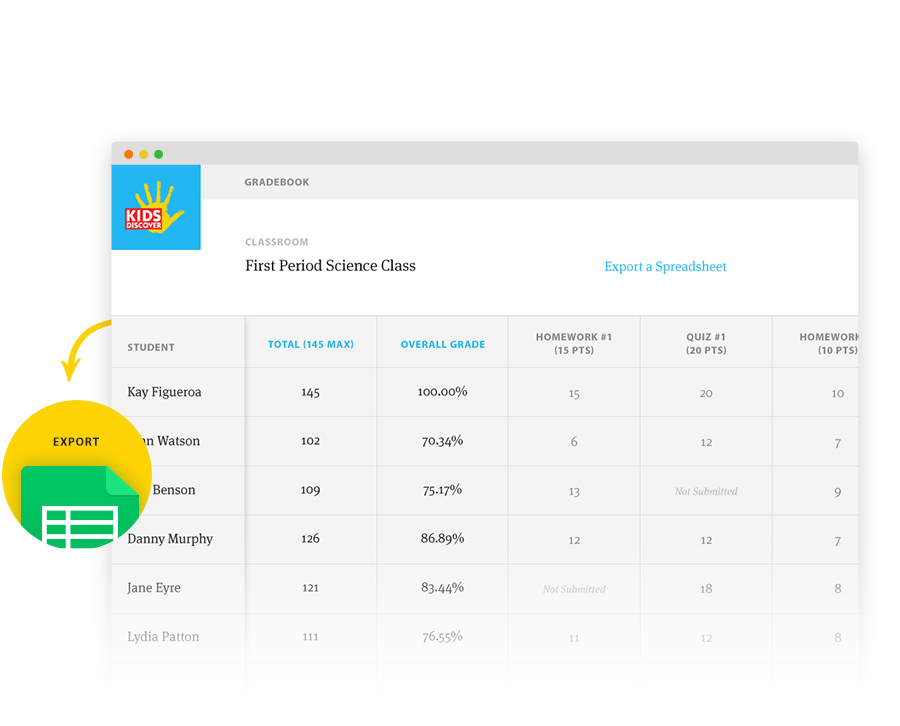 GRADEBOOK
KIDS
DISCOVER
CLASSROOM
First Period Science Class
Export a Spreadsheet
STUDENT
TOTAL (145 MAX)
OVERALL GRADE
HOMEWORK #1
(15 PTS)
QUIZ #1
(20 PTS)
HOMEWORK
(10 PTS)
Kay Figueroa 145 100.00% 15 20 10
EXPORT
Watson 102 70.34% 6 12 7
Benson 109 75.17% 13 Not Submitted 9
Danny Murphy 126 86.89% 12 12 7
Jane Eyre 121 83.44% Not Submitted 18 8
Lydia Patton 111 76.55% 11 12 8